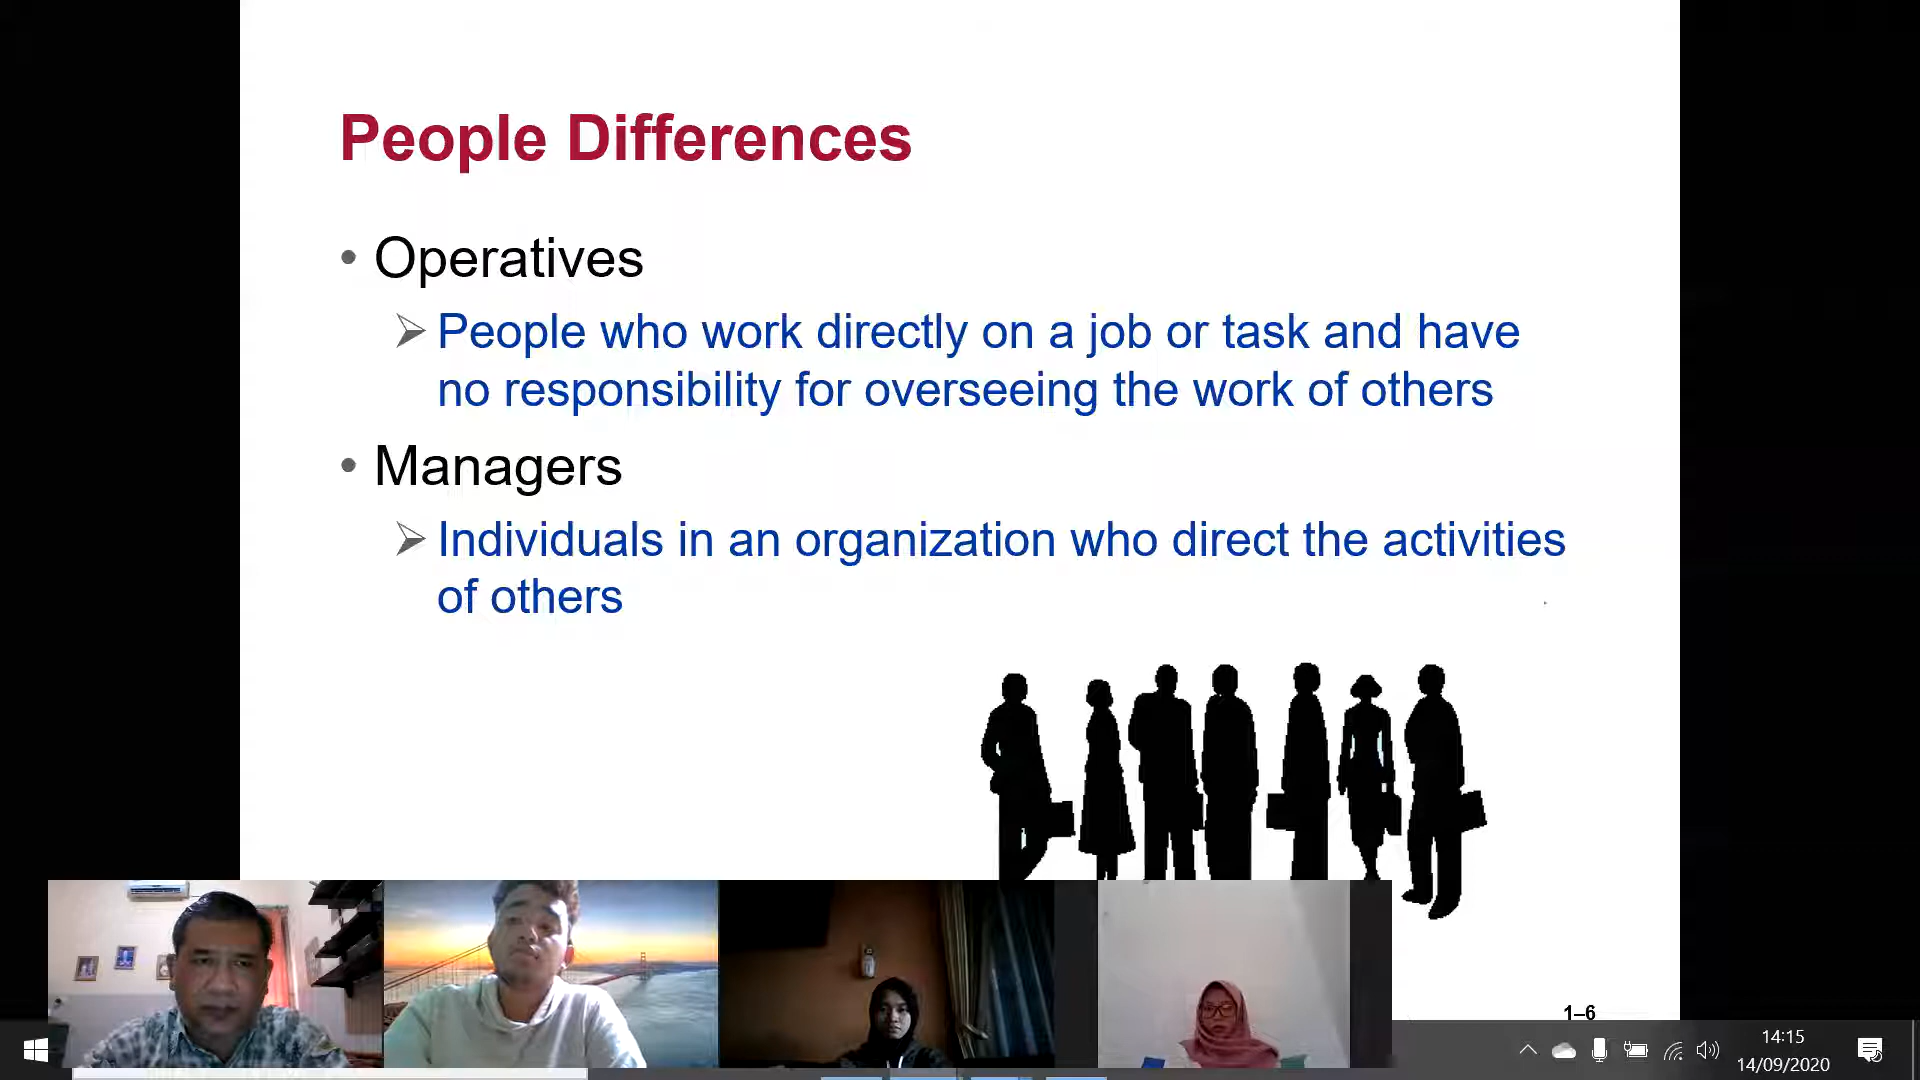 People Differences
• Operatives
People who work directly on a job or task and have
no responsibility for overseeing the work of others
• Managers
Individuals in an organization who direct the activities
of others
1–6
14:15
14/09/2020